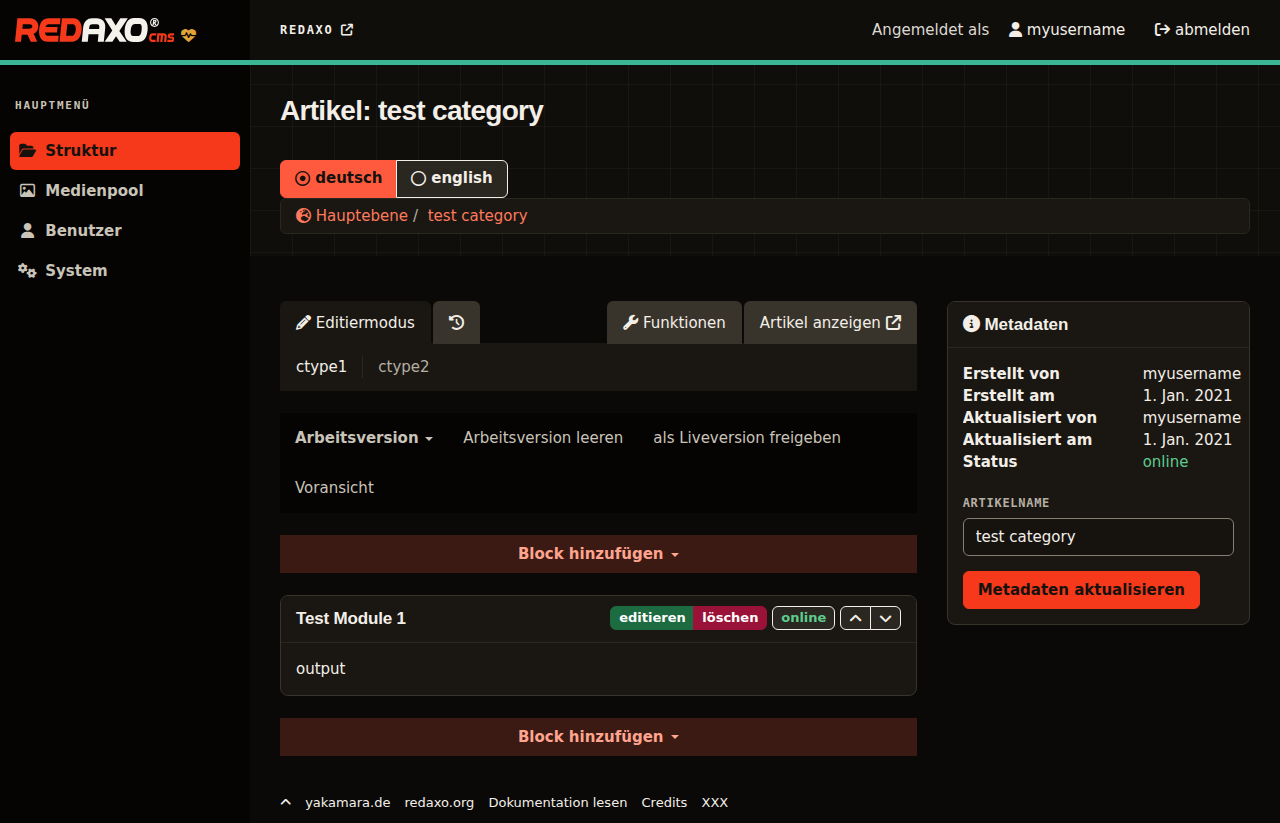 REDAXO® cms
REDAXO
Angemeldet als myusername abmelden
HAUPTMENÜ
Struktur
Medienpool
Benutzer
System
Artikel: test category
deutsch english
Hauptebene / test category
Editiermodus Funktionen Artikel anzeigen
ctype1 ctype2
Arbeitsversion Arbeitsversion leeren als Liveversion freigeben
Voransicht
Block hinzufügen
Test Module 1 editieren löschen online
output
Block hinzufügen
Metadaten
Erstellt von myusername
Erstellt am 1. Jan. 2021
Aktualisiert von myusername
Aktualisiert am 1. Jan. 2021
Status online
ARTIKELNAME
test category
Metadaten aktualisieren
yakamara.de redaxo.org Dokumentation lesen Credits XXX